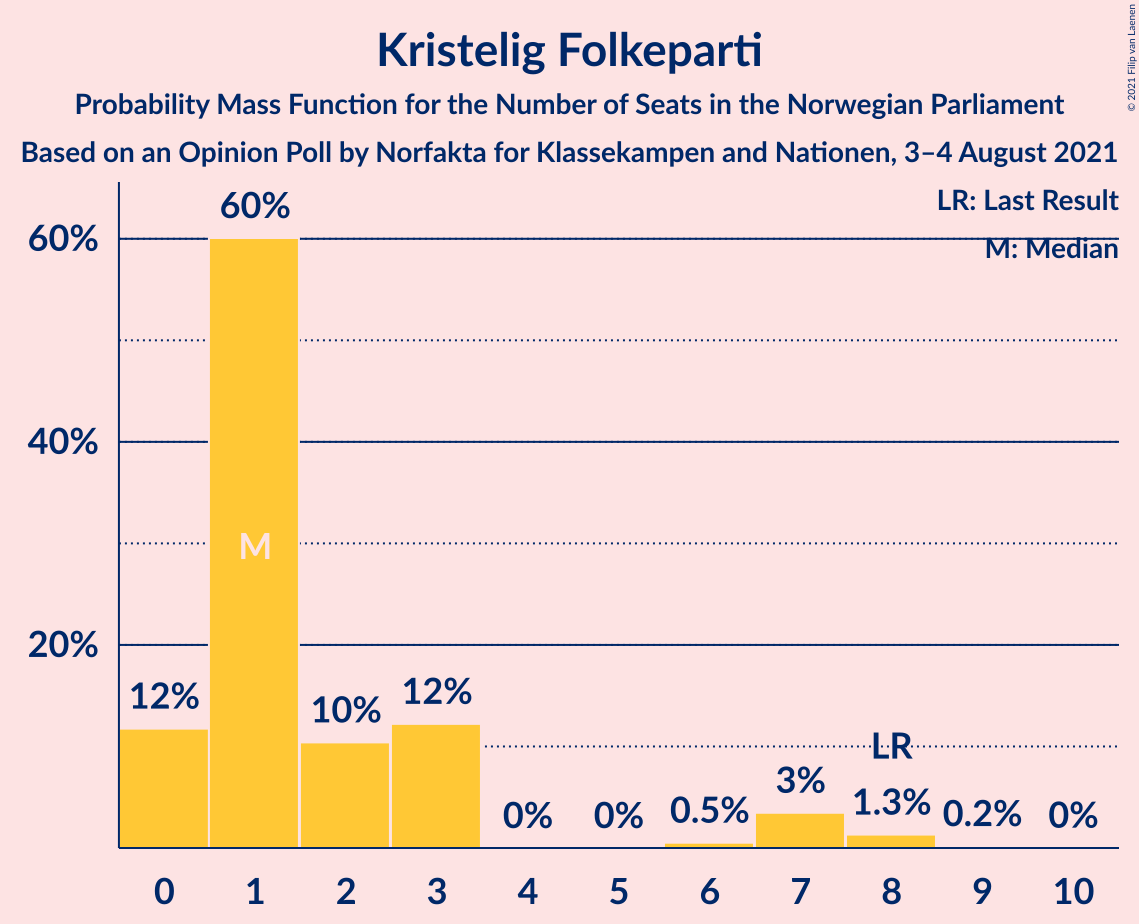 Kristelig Folkeparti
Probability Mass Function for the Number of Seats in the Norwegian Parliament
Based on an Opinion Poll by Norfakta for Klassekampen and Nationen, 3–4 August 2021
© 2021 Filip van Laenen
LR: Last Result
M: Median
60%
40%
20%
60%
M
12%
10%
12%
0%
0%
0.5%
3%
LR
1.3%
0.2%
0%
0 1 2 3 4 5 6 7 8 9 10